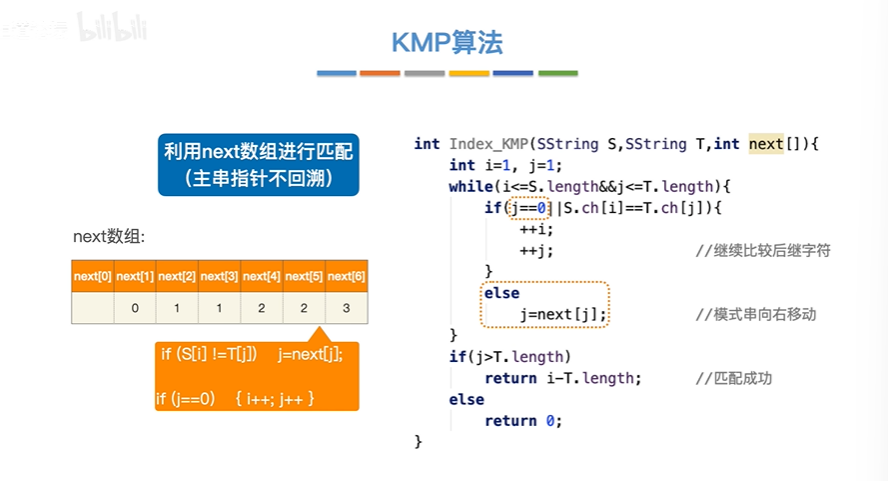 bilibili
KMP算法
利用next数组进行匹配
（主串指针不回溯）
next数组:
next[0] next[1] next[2] next[3] next[4] next[5] next[6]
0 1 1 2 2 3
if (S[i] !=T[j]) j=next[j];
if (j==0) { i++; j++ }
int Index_KMP(SString S,SString T,int next[]){
int i=1, j=1;
while(i<=S.length&&j<=T.length){
if(j==0||S.ch[i]==T.ch[j]){
++i;
++j; //继续比较后继字符
}
else
j=next[j]; //模式串向右移动
}
if(j>T.length)
return i-T.length; //匹配成功
else
return 0;
}